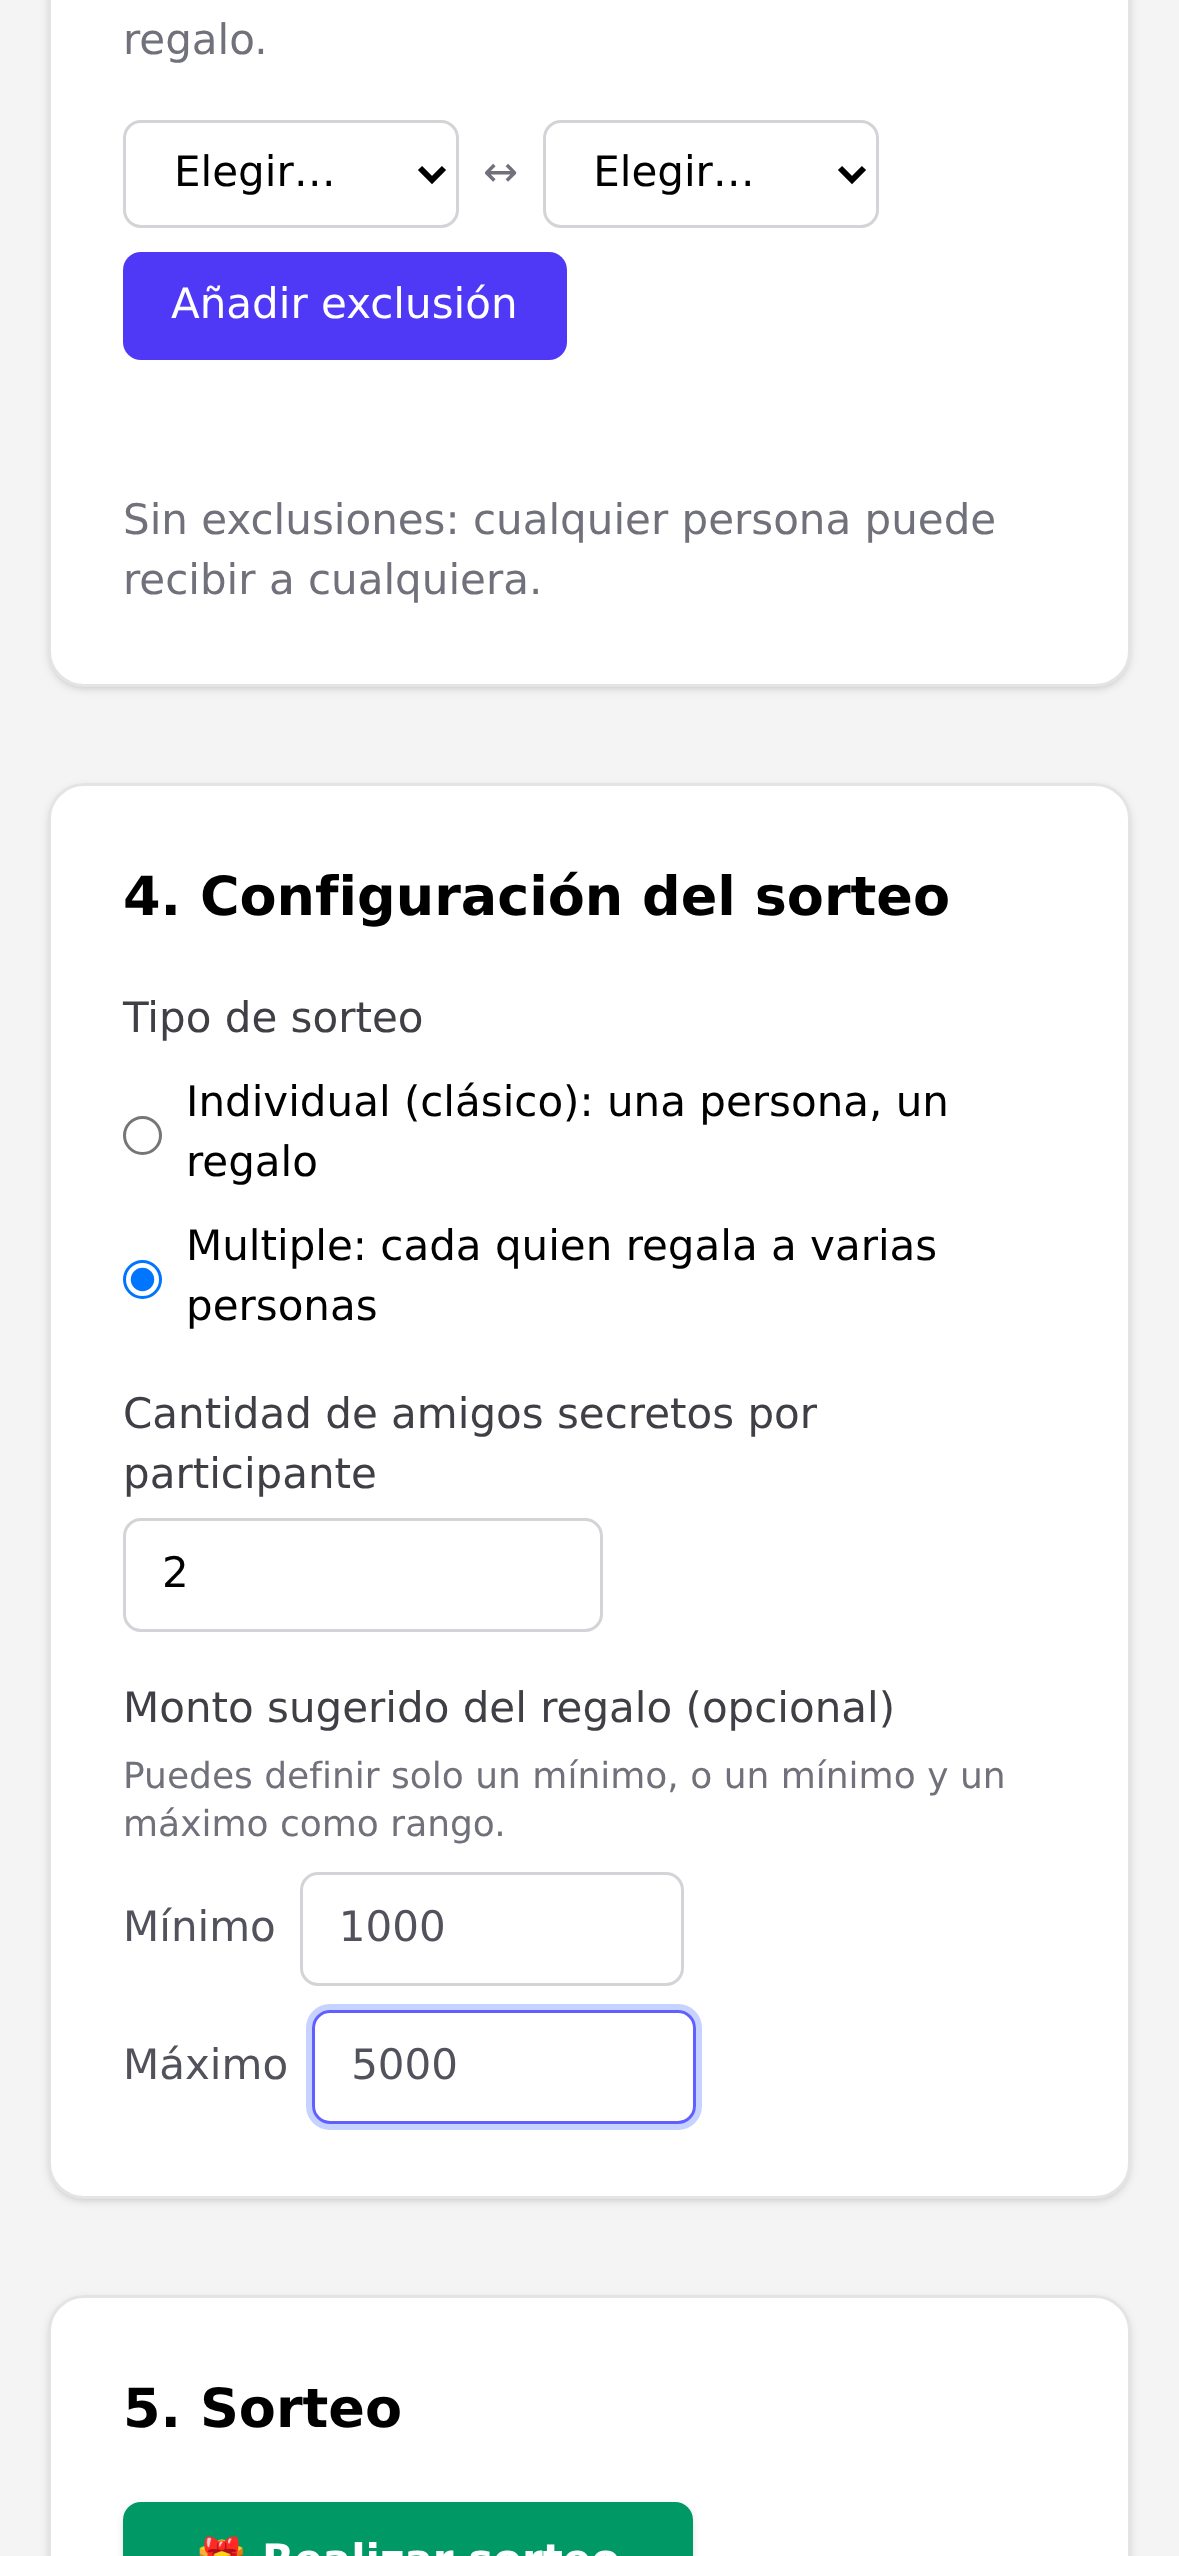 regalo.
Elegir... ↔ Elegir...
Añadir exclusión
Sin exclusiones: cualquier persona puede
recibir a cualquiera.
4. Configuración del sorteo
Tipo de sorteo
Individual (clásico): una persona, un
regalo
Multiple: cada quien regala a varias
personas
Cantidad de amigos secretos por
participante
2
Monto sugerido del regalo (opcional)
Puedes definir solo un mínimo, o un mínimo y un
máximo como rango.
Mínimo 1000
Máximo 5000
5. Sorteo
🎁 Realizar sorteo